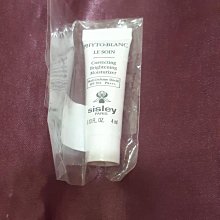 PHYTO-BLANC
LE SOIN
Correcting
Brightening
Moisturizer
sisley
PARIS
4 ml